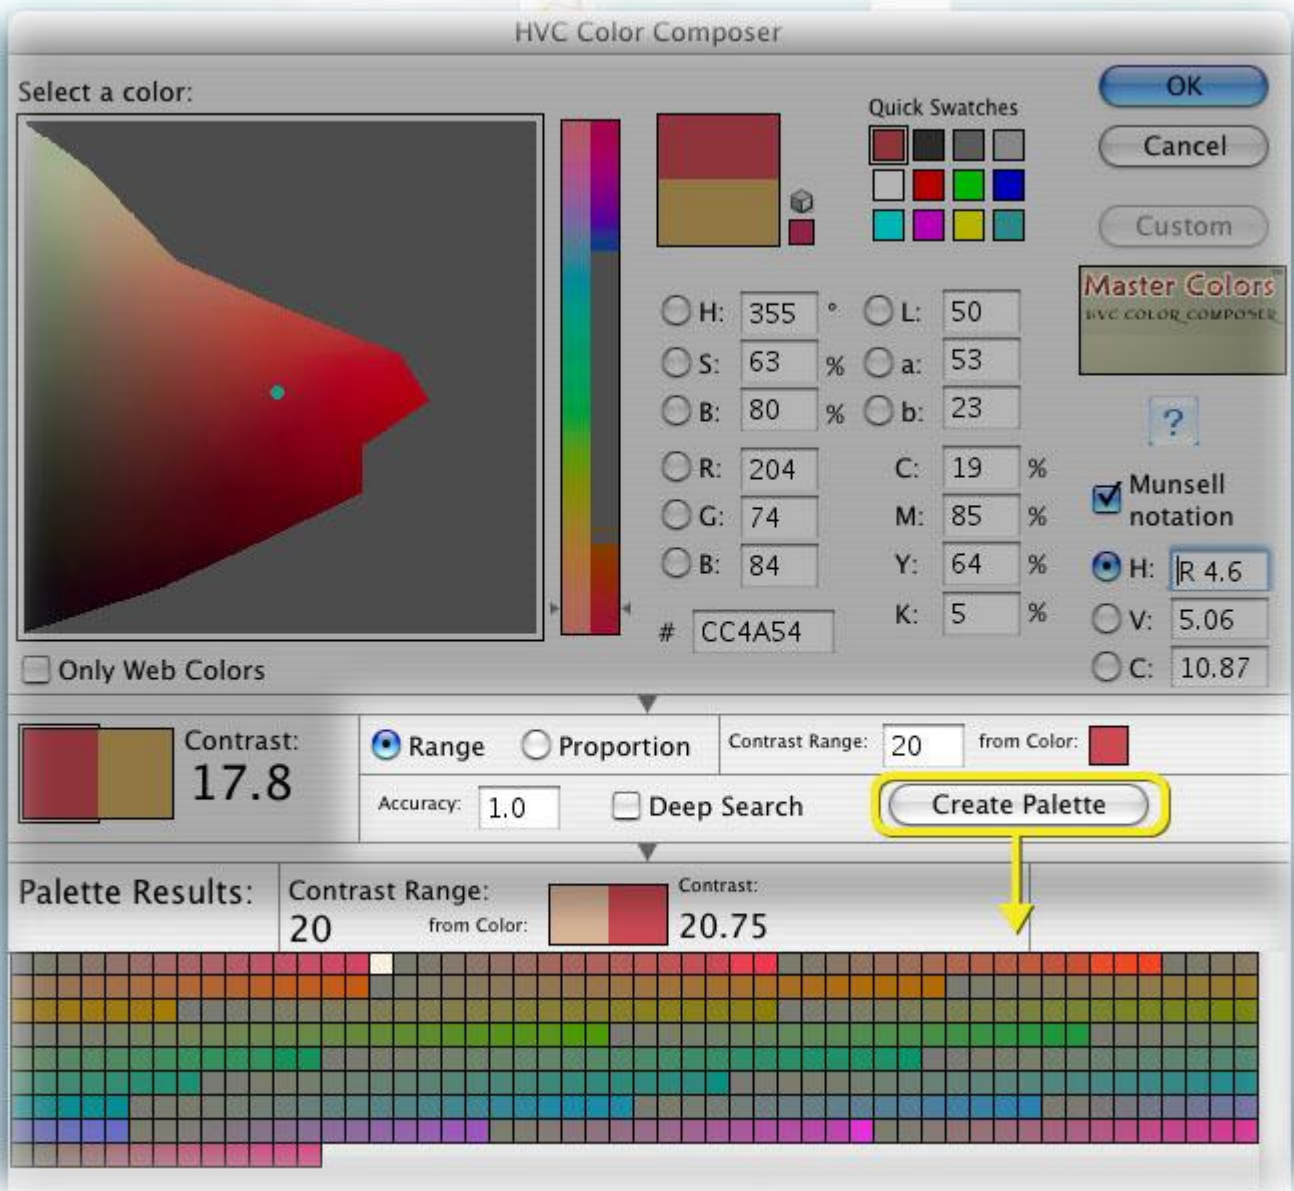 HVC Color Composer
Select a color:
Quick Swatches
OK
Cancel
Custom
Master Colors™
HVC COLOR COMPOSER
H: 355 °
S: 63 %
B: 80 %
L: 50
a: 53
b: 23
R: 204
G: 74
B: 84
# CC4A54
C: 19 %
M: 85 %
Y: 64 %
K: 5 %
?
Munsell
notation
H: R 4.6
V: 5.06
C: 10.87
Only Web Colors
Contrast:
17.8
Range
Proportion
Contrast Range: 20 from Color:
Accuracy: 1.0
Deep Search
Create Palette
Palette Results:
Contrast Range:
20
from Color:
Contrast:
20.75